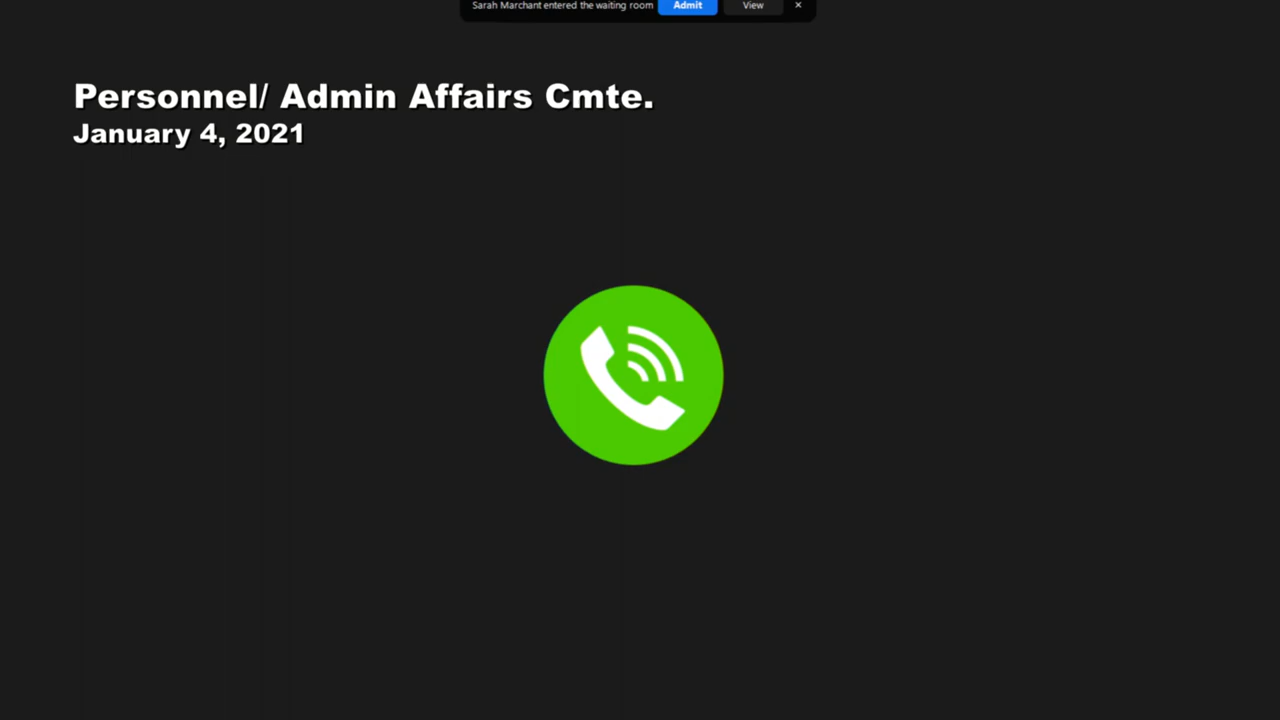 Sarah Marchant entered the waiting room Admit View ×
Personnel/ Admin Affairs Cmte.
January 4, 2021